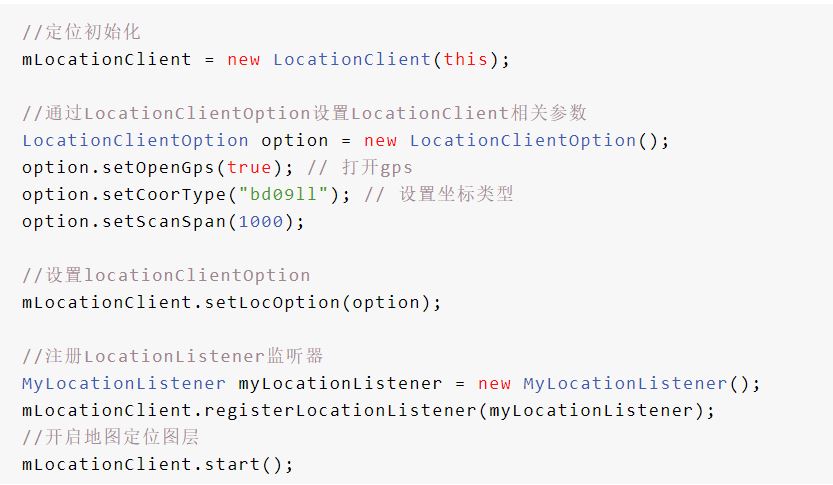 //定位初始化
mLocationClient = new LocationClient(this);
//通过LocationClientOption设置LocationClient相关参数
LocationClientOption option = new LocationClientOption();
option.setOpenGps(true); // 打开gps
option.setCoorType("bd09ll"); // 设置坐标类型
option.setScanSpan(1000);
//设置locationClientOption
mLocationClient.setLocOption(option);
//注册LocationListener监听器
MyLocationListener myLocationListener = new MyLocationListener();
mLocationClient.registerLocationListener(myLocationListener);
//开启地图定位图层
mLocationClient.start();